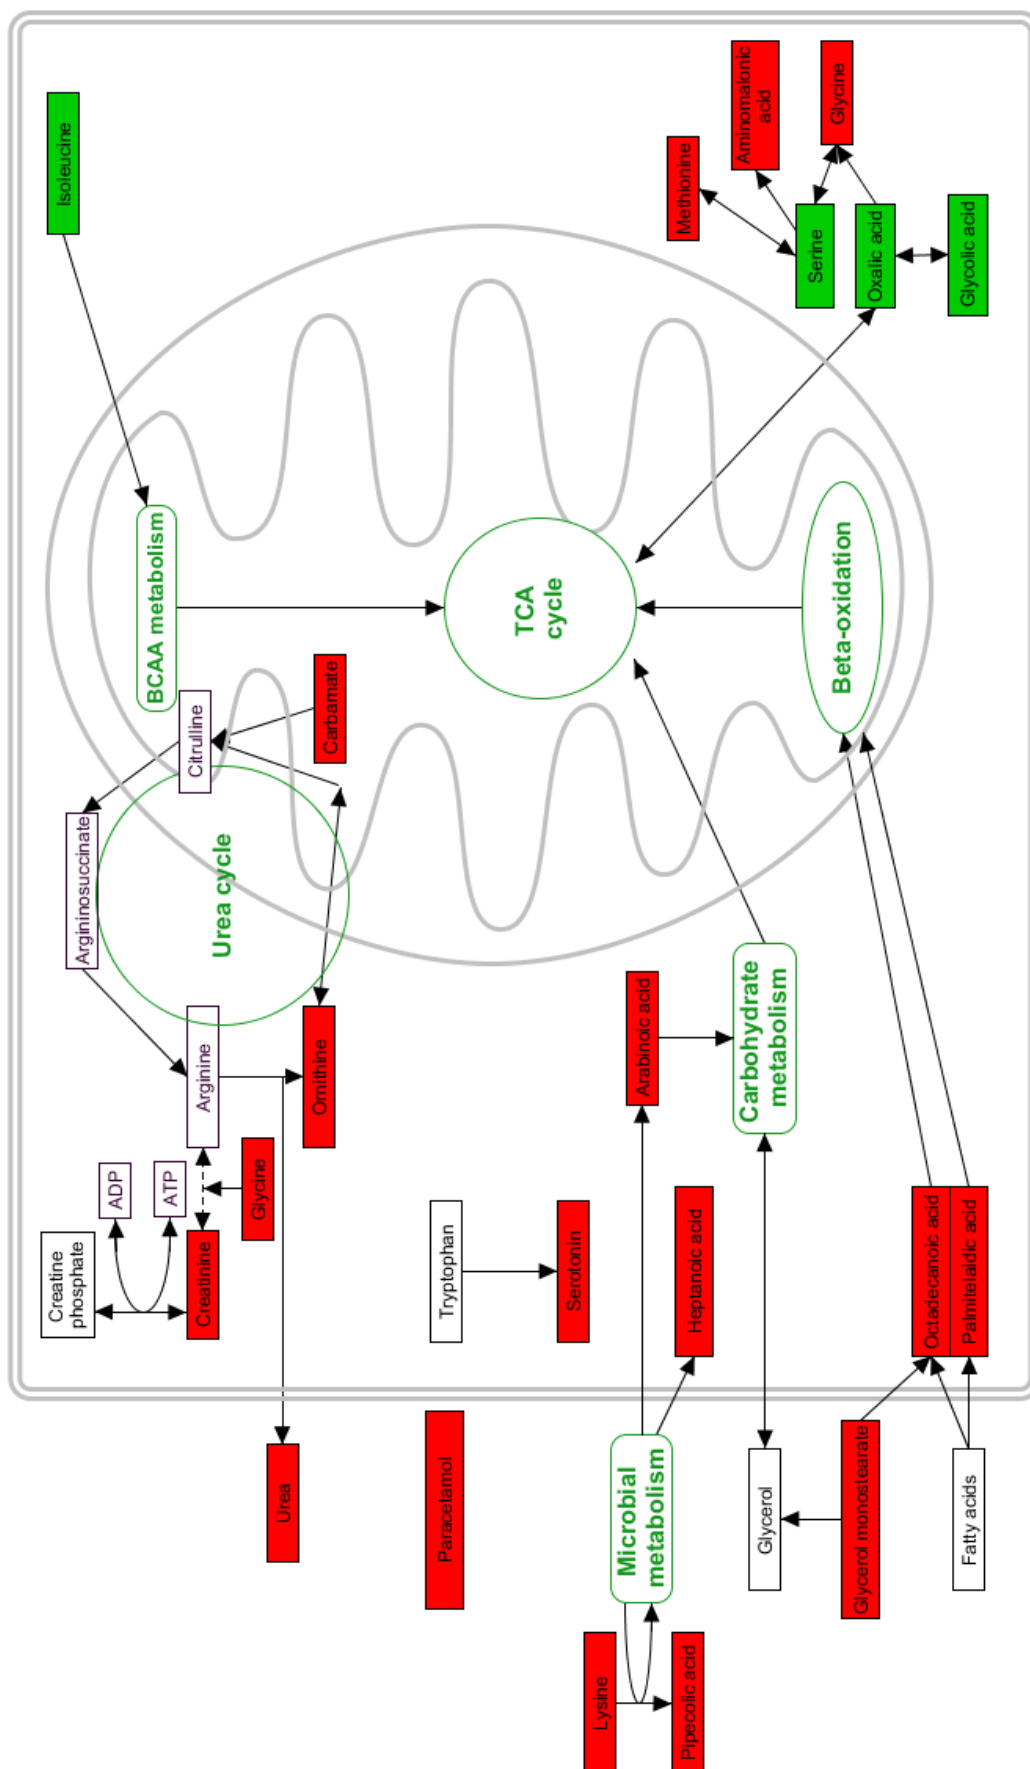 Creatine
phosphate
ADP
ATP
Creatinine
Glycine
Arginine
Argininosuccinate
Citrulline
Ornithine
Carbamate
Urea cycle
Urea
BCAA metabolism
Isoleucine
Paracetamol
Tryptophan
Serotonin
TCA
cycle
Lysine
Pipecolic acid
Microbial
metabolism
Arabinoic acid
Heptanoic acid
Carbohydrate
metabolism
Glycerol
Glycerol monostearate
Fatty acids
Octadecanoic acid
Palmitelaidic acid
Beta-oxidation
Methionine
Aminomalonic
acid
Serine
Glycine
Oxalic acid
Glycolic acid